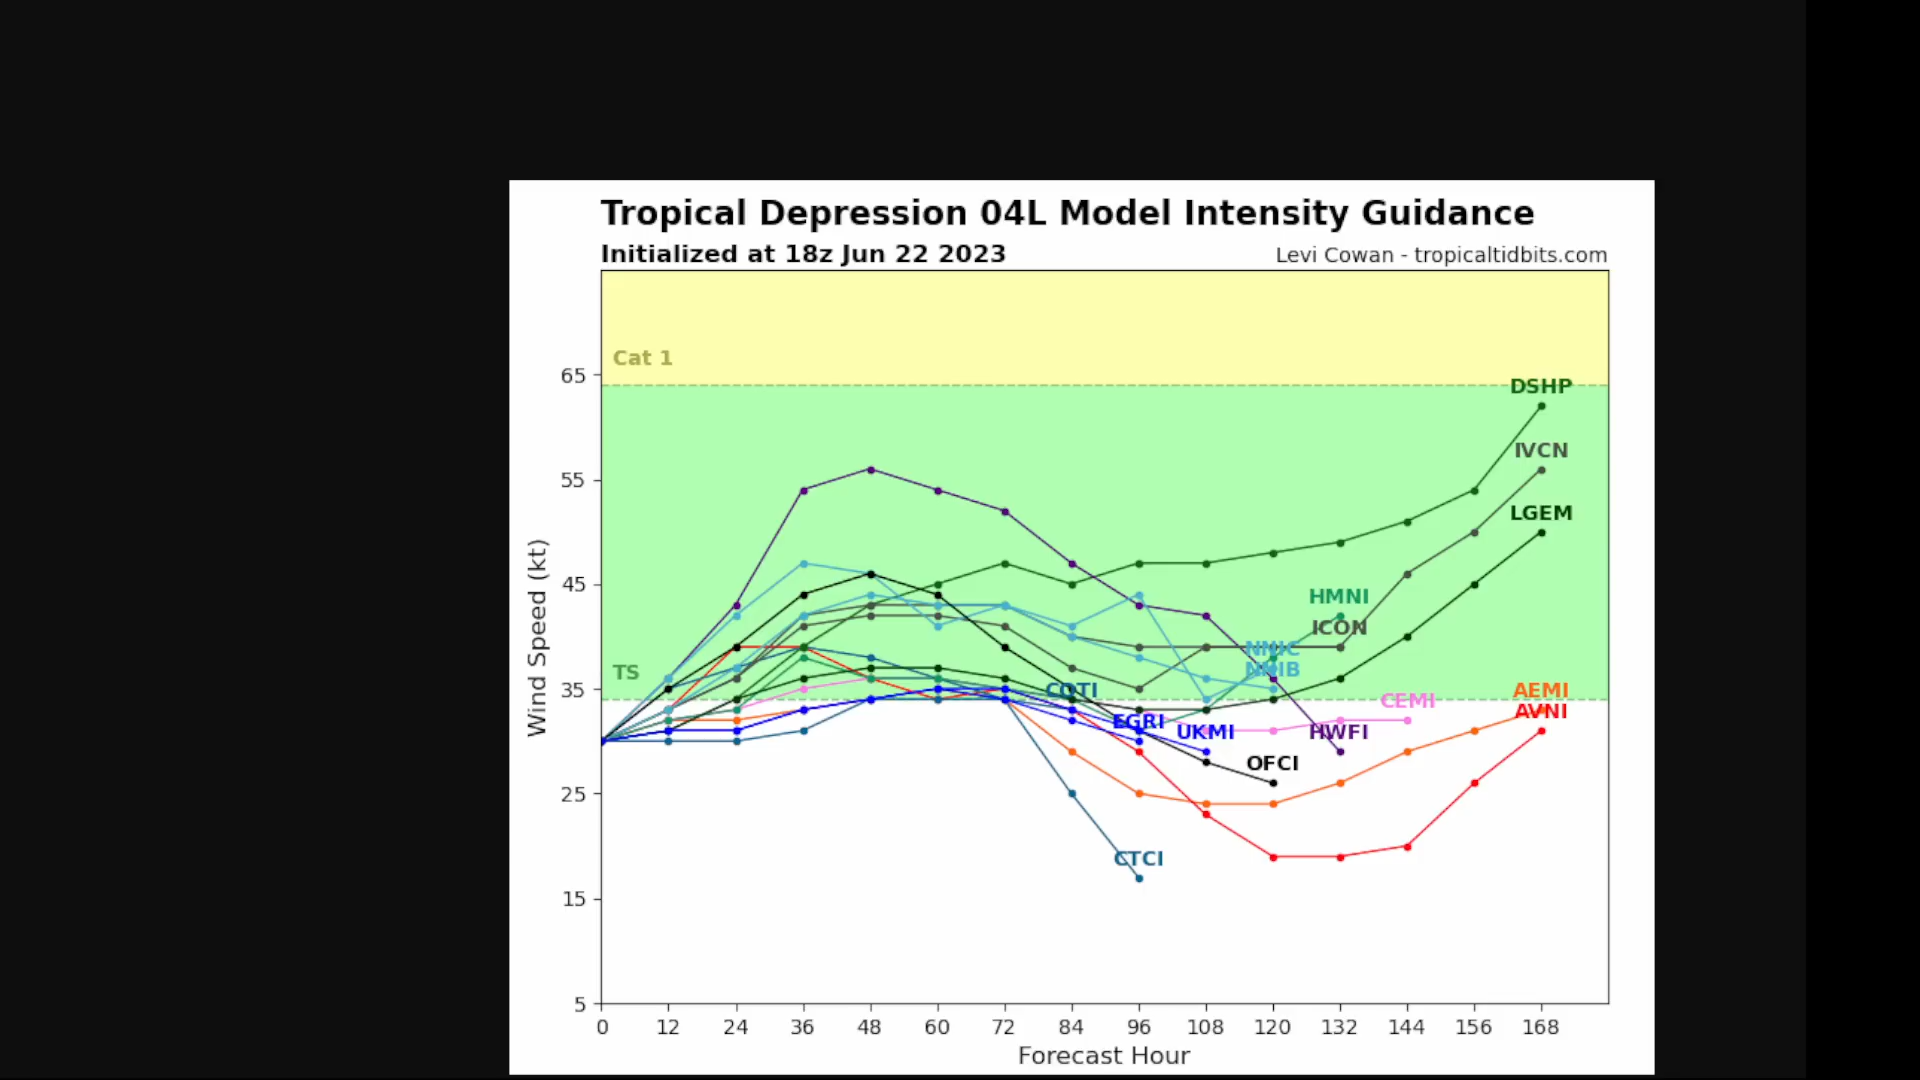 Tropical Depression 04L Model Intensity Guidance
Initialized at 18z Jun 22 2023
Levi Cowan - tropicaltidbits.com
Cat 1
65
DSHP
IVCN
55
LGEM
Wind Speed (kt)
45
HMNI
ICON
NNIC
TS
NNIB
35
COTI
AEMI
CEMI
AVNI
EGRI
UKMI
HWFI
OFCI
25
CTCI
15
5
0 12 24 36 48 60 72 84 96 108 120 132 144 156 168
Forecast Hour